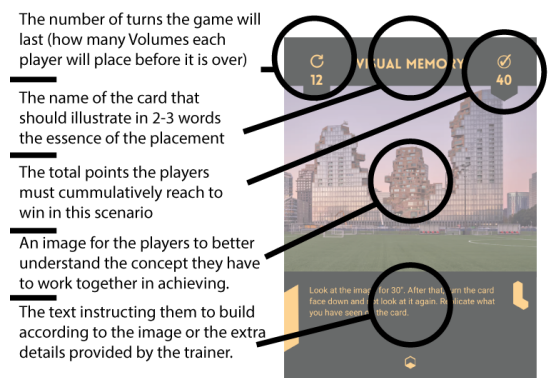 The number of turns the game will
last (how many Volumes each
player will place before it is over)
The name of the card that
should illustrate in 2-3 words
the essence of the placement
The total points the players
must cummulatively reach to
win in this scenario
An image for the players to better
understand the concept they have
to work together in achieving.
The text instructing them to build
according to the image or the extra
details provided by the trainer.
12
VISUAL MEMORY
40
Look at the image for 30". After that, turn the card
face down and not look at it again. Replicate what
you have seen on the card.